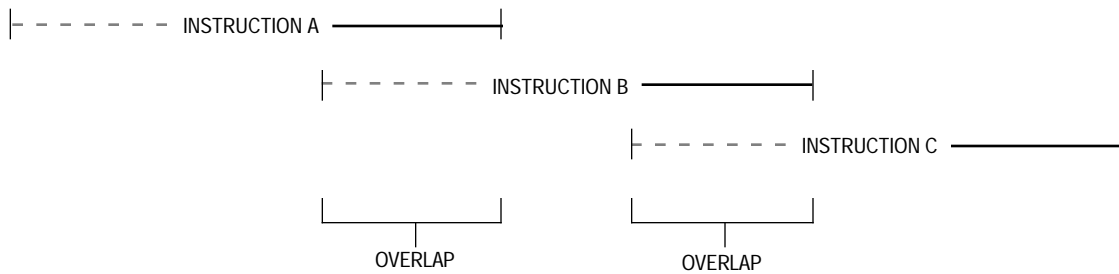 INSTRUCTION A
INSTRUCTION B
INSTRUCTION C
OVERLAP
OVERLAP